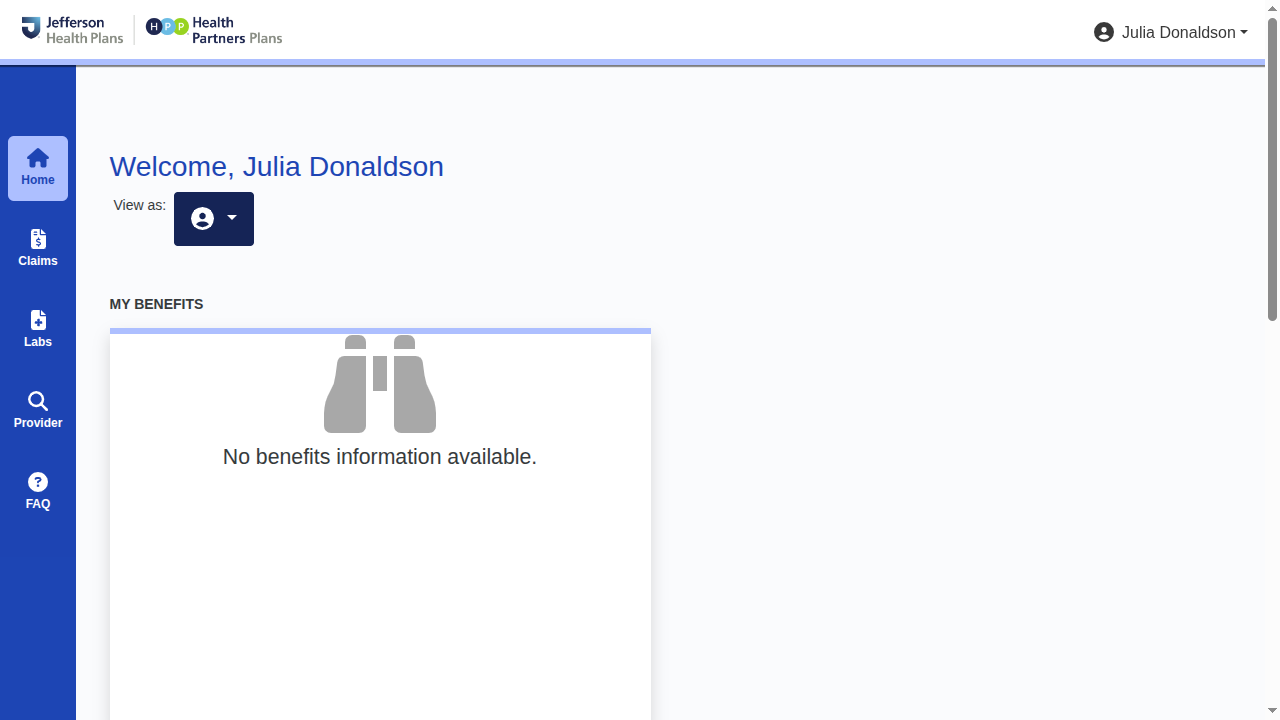 Jefferson
Health Plans
HPP
Health
Partners Plans
Julia Donaldson
Home
Claims
Labs
Provider
FAQ
Welcome, Julia Donaldson
View as:
MY BENEFITS
No benefits information available.